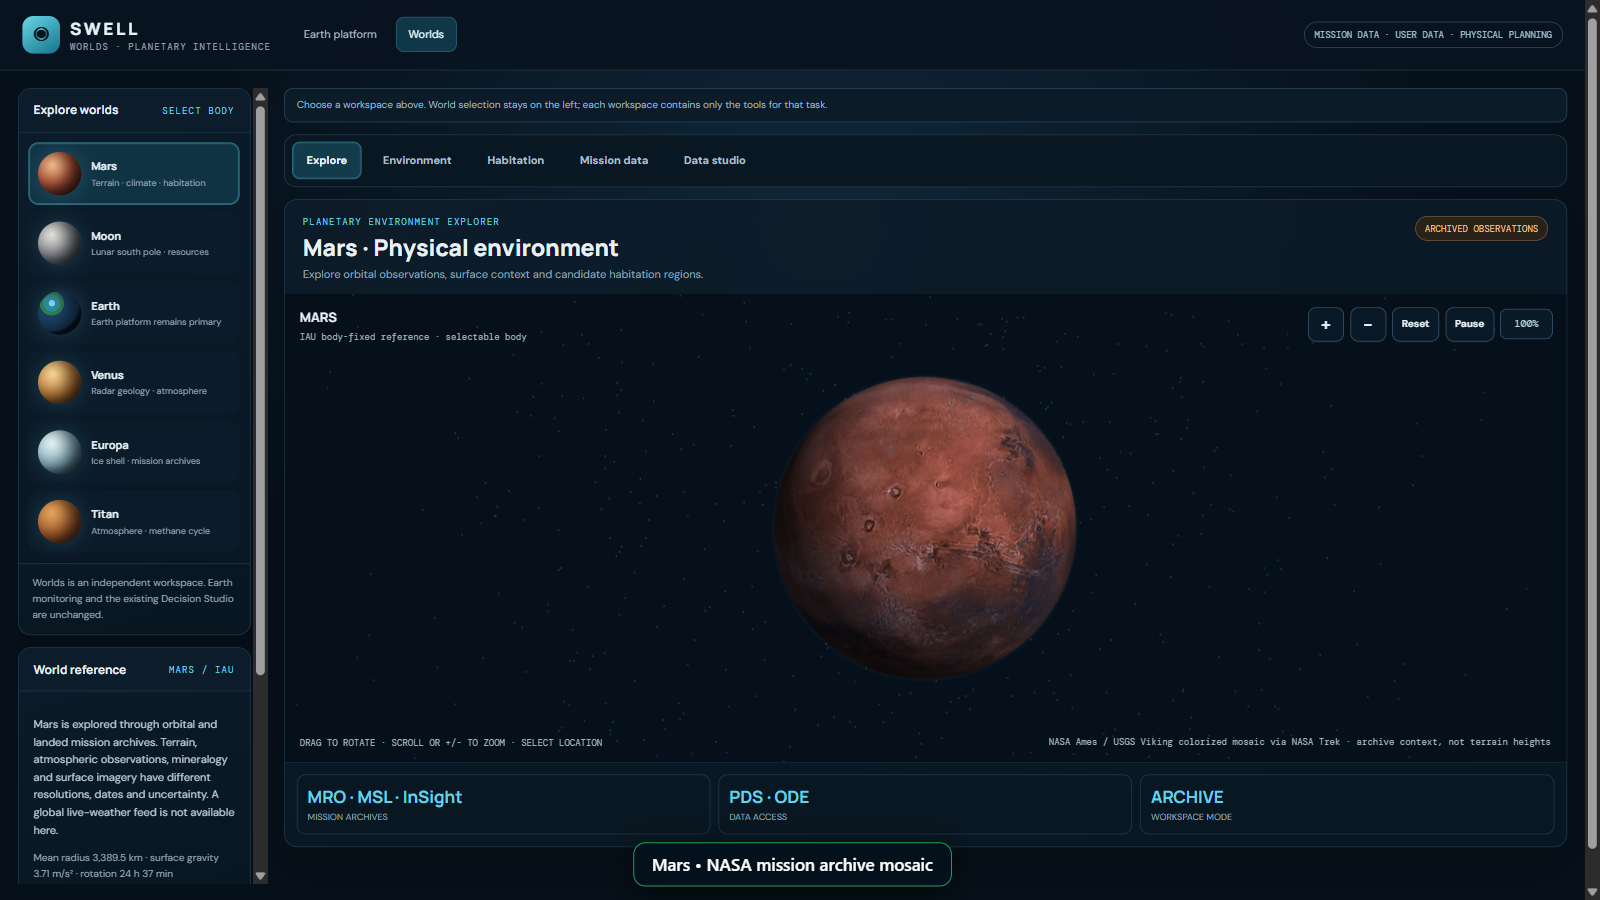 SWELL
WORLDS · PLANETARY INTELLIGENCE
Earth platform
Worlds
MISSION DATA · USER DATA · PHYSICAL PLANNING
Explore worlds
SELECT BODY
Mars
Terrain · climate · habitation
Moon
Lunar south pole · resources
Earth
Earth platform remains primary
Venus
Radar geology · atmosphere
Europa
Ice shell · mission archives
Titan
Atmosphere · methane cycle
Worlds is an independent workspace. Earth
monitoring and the existing Decision Studio
are unchanged.
World reference
MARS / IAU
Mars is explored through orbital and
landed mission archives. Terrain,
atmospheric observations, mineralogy
and surface imagery have different
resolutions, dates and uncertainty. A
global live-weather feed is not available
here.
Mean radius 3,389.5 km · surface gravity
3.71 m/s² · rotation 24 h 37 min
Choose a workspace above. World selection stays on the left; each workspace contains only the tools for that task.
Explore
Environment
Habitation
Mission data
Data studio
PLANETARY ENVIRONMENT EXPLORER
Mars · Physical environment
Explore orbital observations, surface context and candidate habitation regions.
ARCHIVED OBSERVATIONS
MARS
IAU body-fixed reference · selectable body
+
−
Reset
Pause
100%
DRAG TO ROTATE · SCROLL OR +/- TO ZOOM · SELECT LOCATION
NASA Ames / USGS Viking colorized mosaic via NASA Trek · archive context, not terrain heights
MRO · MSL · InSight
MISSION ARCHIVES
PDS · ODE
DATA ACCESS
ARCHIVE
WORKSPACE MODE
Mars • NASA mission archive mosaic